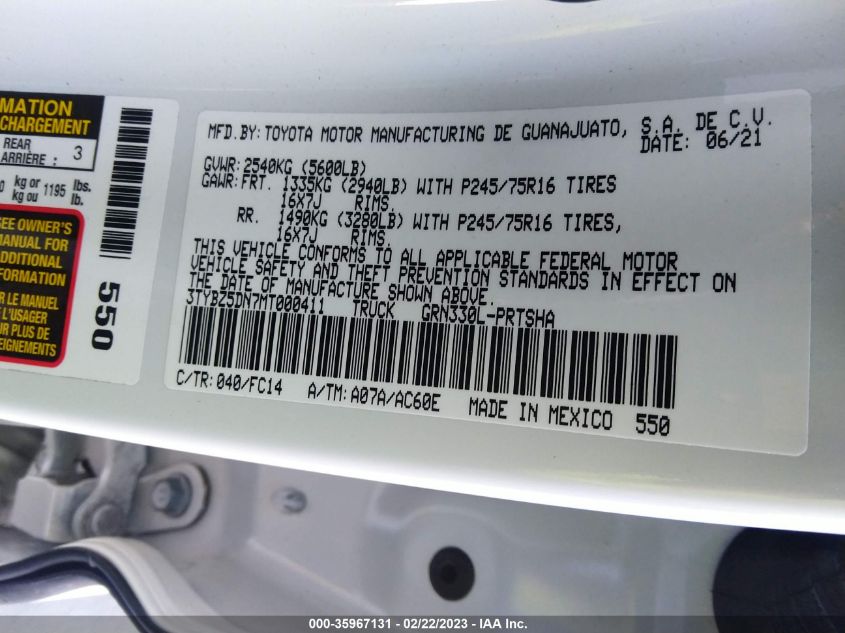 MATION
CHARGEMENT
REAR
ARRIÈRE : 3
0 kg or 1195 lbs.
kg ou lb.
SEE OWNER'S
MANUAL FOR
ADDITIONAL
INFORMATION
R LE MANUEL
E L'USAGER
UR PLUS DE
EIGNEMENTS
550
MFD.BY: TOYOTA MOTOR MANUFACTURING DE GUANAJUATO, S.A. DE C.V.
DATE: 06/21
GVWR: 2540KG (5600LB)
GAWR: FRT. 1335KG (2940LB) WITH P245/75R16 TIRES
16X7J RIMS.
RR. 1490KG (3280LB) WITH P245/75R16 TIRES,
16X7J RIMS.
THIS VEHICLE CONFORMS TO ALL APPLICABLE FEDERAL MOTOR
VEHICLE SAFETY AND THEFT PREVENTION STANDARDS IN EFFECT ON
THE DATE OF MANUFACTURE SHOWN ABOVE.
3TYBZ5DN7MT000411 TRUCK GRN330L-PRTSHA
C/TR: 040/FC14 A/TM: A07A/AC60E MADE IN MEXICO 550
000-35967131 - 02/22/2023 - IAA Inc.